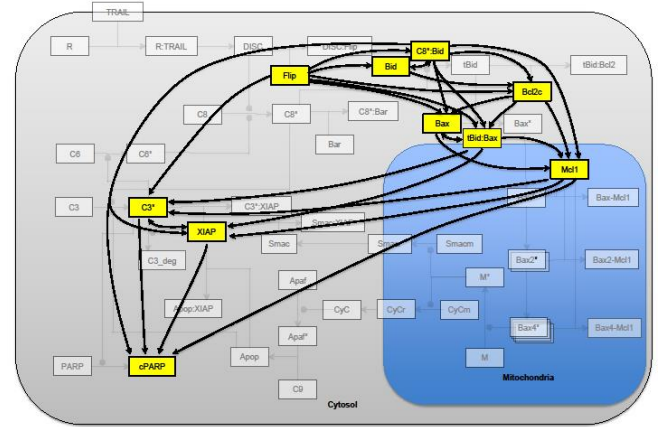 TRAIL
R
R:TRAIL
DISC
DISC:Flip
C8*:Bid
Bid
tBid
tBid:Bcl2
Flip
Bcl2c
C8
C8*
C8*:Bar
Bax
Bax*
Bar
tBid:Bax
C6
C6*
Mcl1
Bax-Mcl1
C3
C3*
C3*:XIAP
XIAP
Smac:XIAP
Smac
Smacm
C3_deg
Bax2*
Bax2-Mcl1
Apaf
M*
Apop:XIAP
CyC
CyCr
CyCm
Bax4*
Bax4-Mcl1
Apaf*
PARP
cPARP
Apop
M
C9
Mitochondria
Cytosol